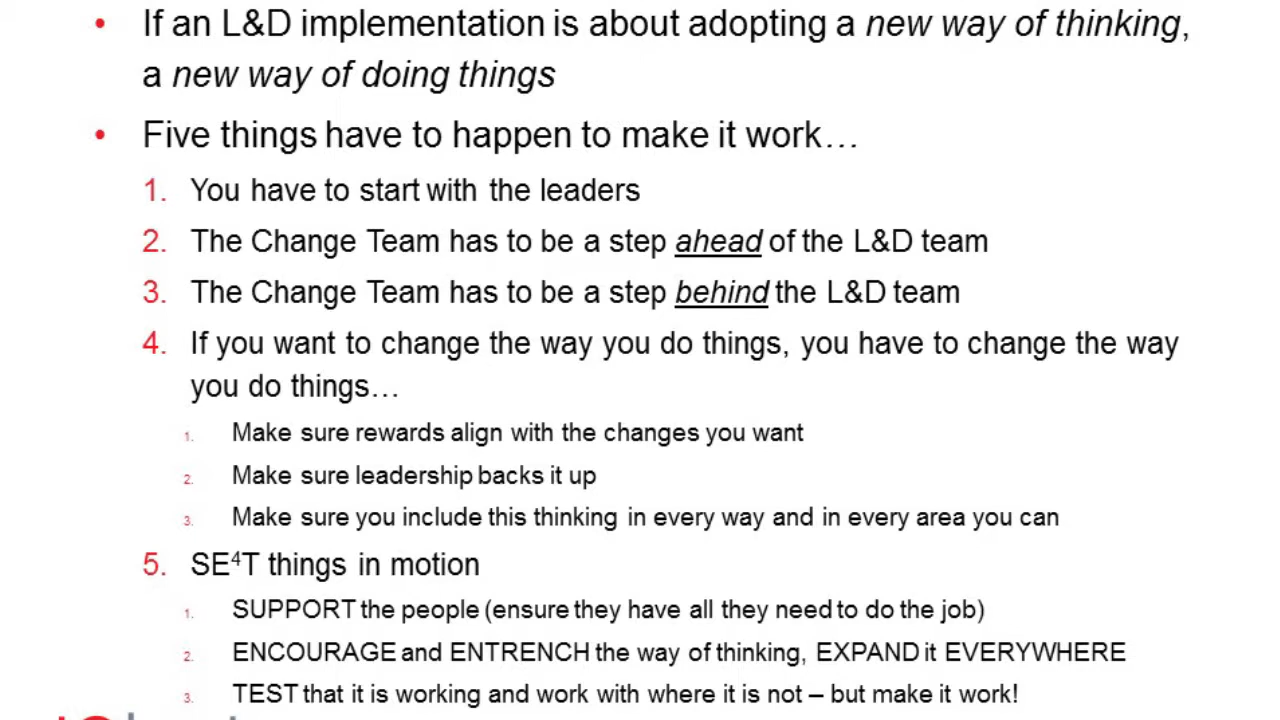 • If an L&D implementation is about adopting a new way of thinking,
a new way of doing things
• Five things have to happen to make it work…
1. You have to start with the leaders
2. The Change Team has to be a step ahead of the L&D team
3. The Change Team has to be a step behind the L&D team
4. If you want to change the way you do things, you have to change the way
you do things…
1. Make sure rewards align with the changes you want
2. Make sure leadership backs it up
3. Make sure you include this thinking in every way and in every area you can
5. SE⁴T things in motion
1. SUPPORT the people (ensure they have all they need to do the job)
2. ENCOURAGE and ENTRENCH the way of thinking, EXPAND it EVERYWHERE
3. TEST that it is working and work with where it is not – but make it work!